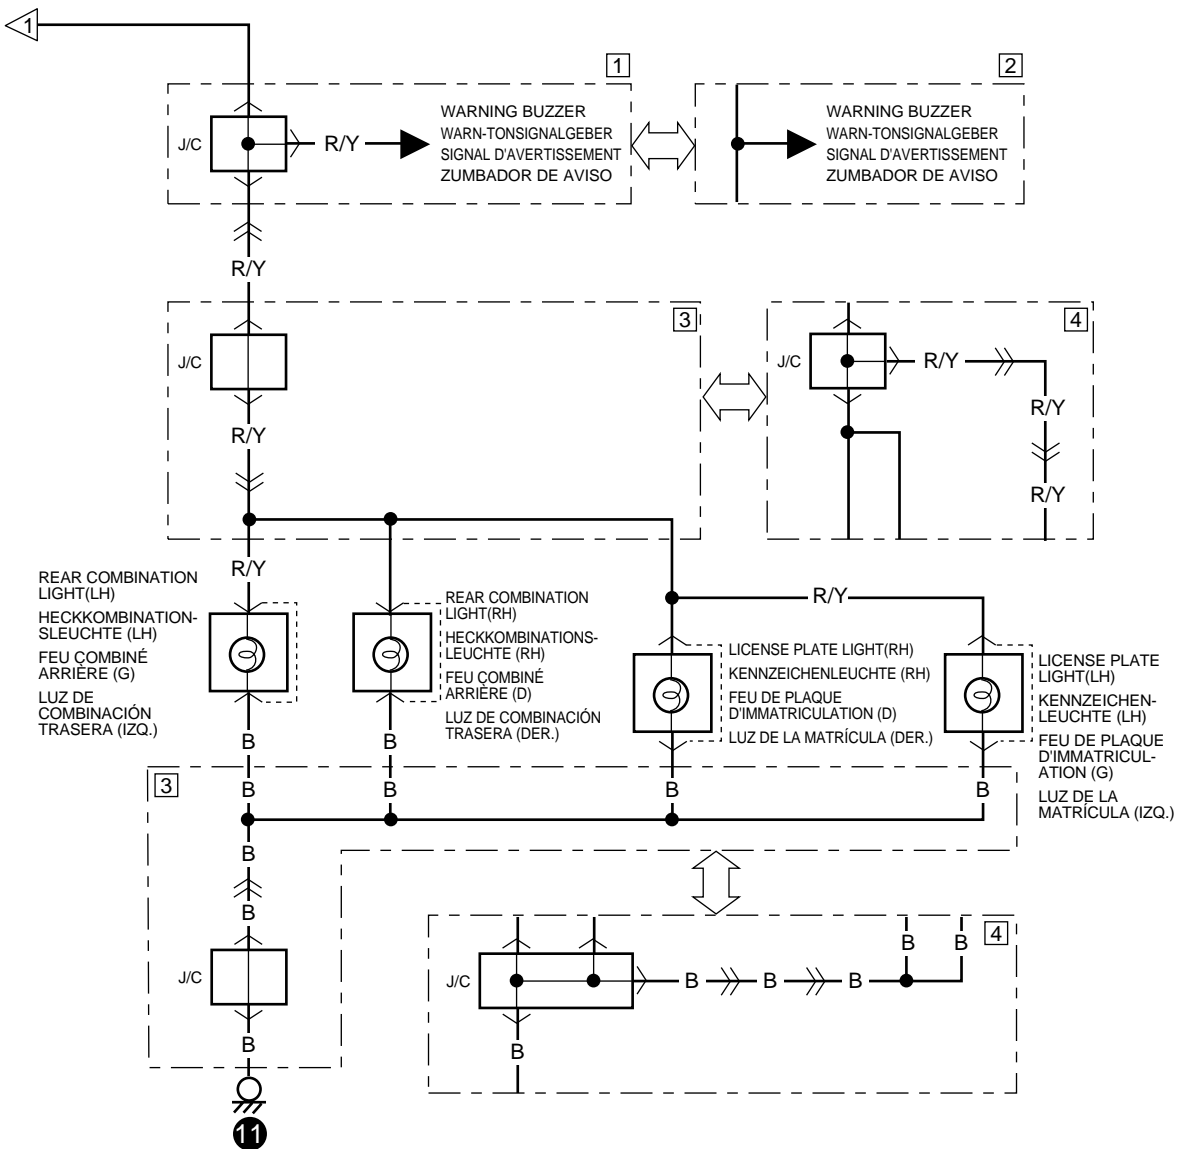 1
1
2
WARNING BUZZER
WARN-TONSIGNALGEBER
SIGNAL D'AVERTISSEMENT
ZUMBADOR DE AVISO
WARNING BUZZER
WARN-TONSIGNALGEBER
SIGNAL D'AVERTISSEMENT
ZUMBADOR DE AVISO
J/C
R/Y
R/Y
3
4
J/C
J/C
R/Y
R/Y
R/Y
R/Y
R/Y
REAR COMBINATION
LIGHT(LH)
HECKKOMBINATION-
SLEUCHTE (LH)
FEU COMBINÉ
ARRIÈRE (G)
LUZ DE
COMBINACIÓN
TRASERA (IZQ.)
REAR COMBINATION
LIGHT(RH)
HECKKOMBINATIONS-
LEUCHTE (RH)
FEU COMBINÉ
ARRIÈRE (D)
LUZ DE COMBINACIÓN
TRASERA (DER.)
R/Y
LICENSE PLATE LIGHT(RH)
KENNZEICHENLEUCHTE (RH)
FEU DE PLAQUE
D'IMMATRICULATION (D)
LUZ DE LA MATRÍCULA (DER.)
LICENSE PLATE
LIGHT(LH)
KENNZEICHEN-
LEUCHTE (LH)
FEU DE PLAQUE
D'IMMATRICUL-
ATION (G)
LUZ DE LA
MATRÍCULA (IZQ.)
B
B
3
B
B
B
B
B
B
J/C
B
11
4
J/C
B
B
B
B
B
B